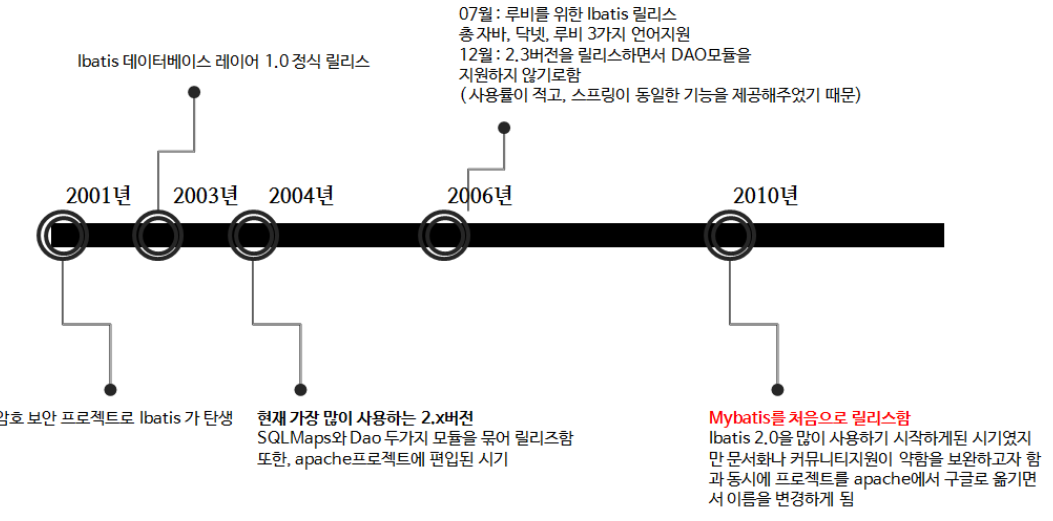 07월 : 루비를 위한 Ibatis 릴리스
총 자바, 닷넷, 루비 3가지 언어지원
12월 : 2.3버전을 릴리스하면서 DAO모듈을
지원하지 않기로함
( 사용률이 적고, 스프링이 동일한 기능을 제공해주었기 때문)
Ibatis 데이터베이스 레이어 1.0 정식 릴리스
2001년
2003년
2004년
2006년
2010년
암호 보안 프로젝트로 Ibatis 가 탄생
현재 가장 많이 사용하는 2.x버전
SQLMaps와 Dao 두가지 모듈을 묶어 릴리즈함
또한, apache프로젝트에 편입된 시기
Mybatis를 처음으로 릴리스함
Ibatis 2.0을 많이 사용하기 시작하게된 시기였지
만 문서화나 커뮤니티지원이 약함을 보완하고자 함
과 동시에 프로젝트를 apache에서 구글로 옮기면
서 이름을 변경하게 됨